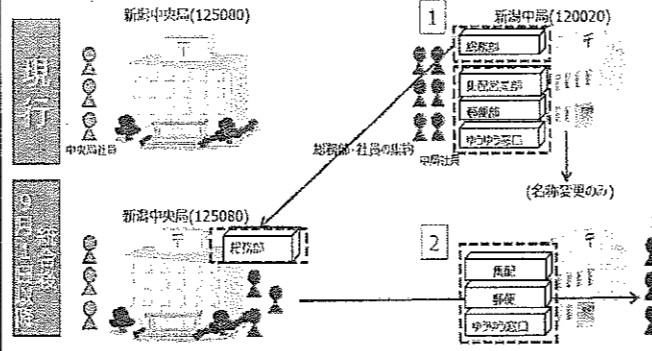 新潟中央局(125080)
1
新潟中局(120020)
総務部
現行
集配営業部
郵便部
ゆうゆう窓口
中央局社員
総務部・社員の集約
中局社員
(名称変更のみ)
新潟中央局(125080)
総務部
2
集配
郵便
ゆうゆう窓口